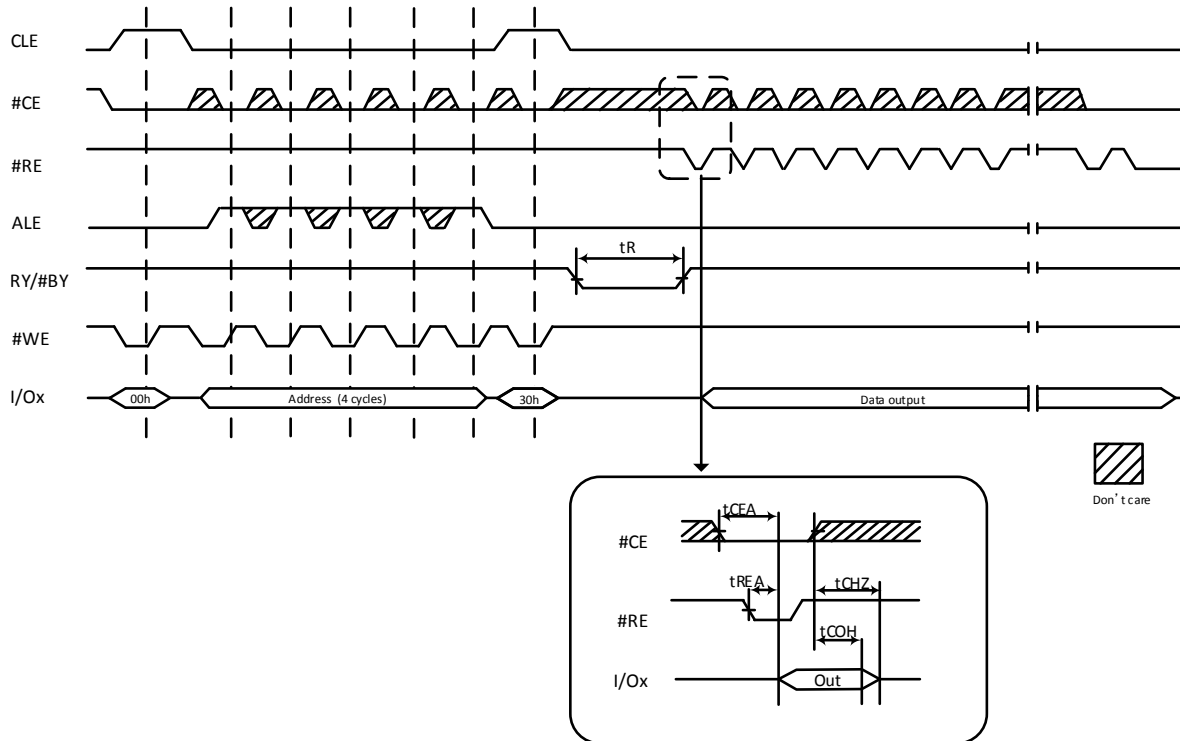 CLE
#CE
#RE
ALE
tR
RY/#BY
#WE
I/Ox
00h
Address (4 cycles)
30h
Data output
Don't care
tCEA
#CE
tREA
tCHZ
#RE
tCOH
I/Ox
Out